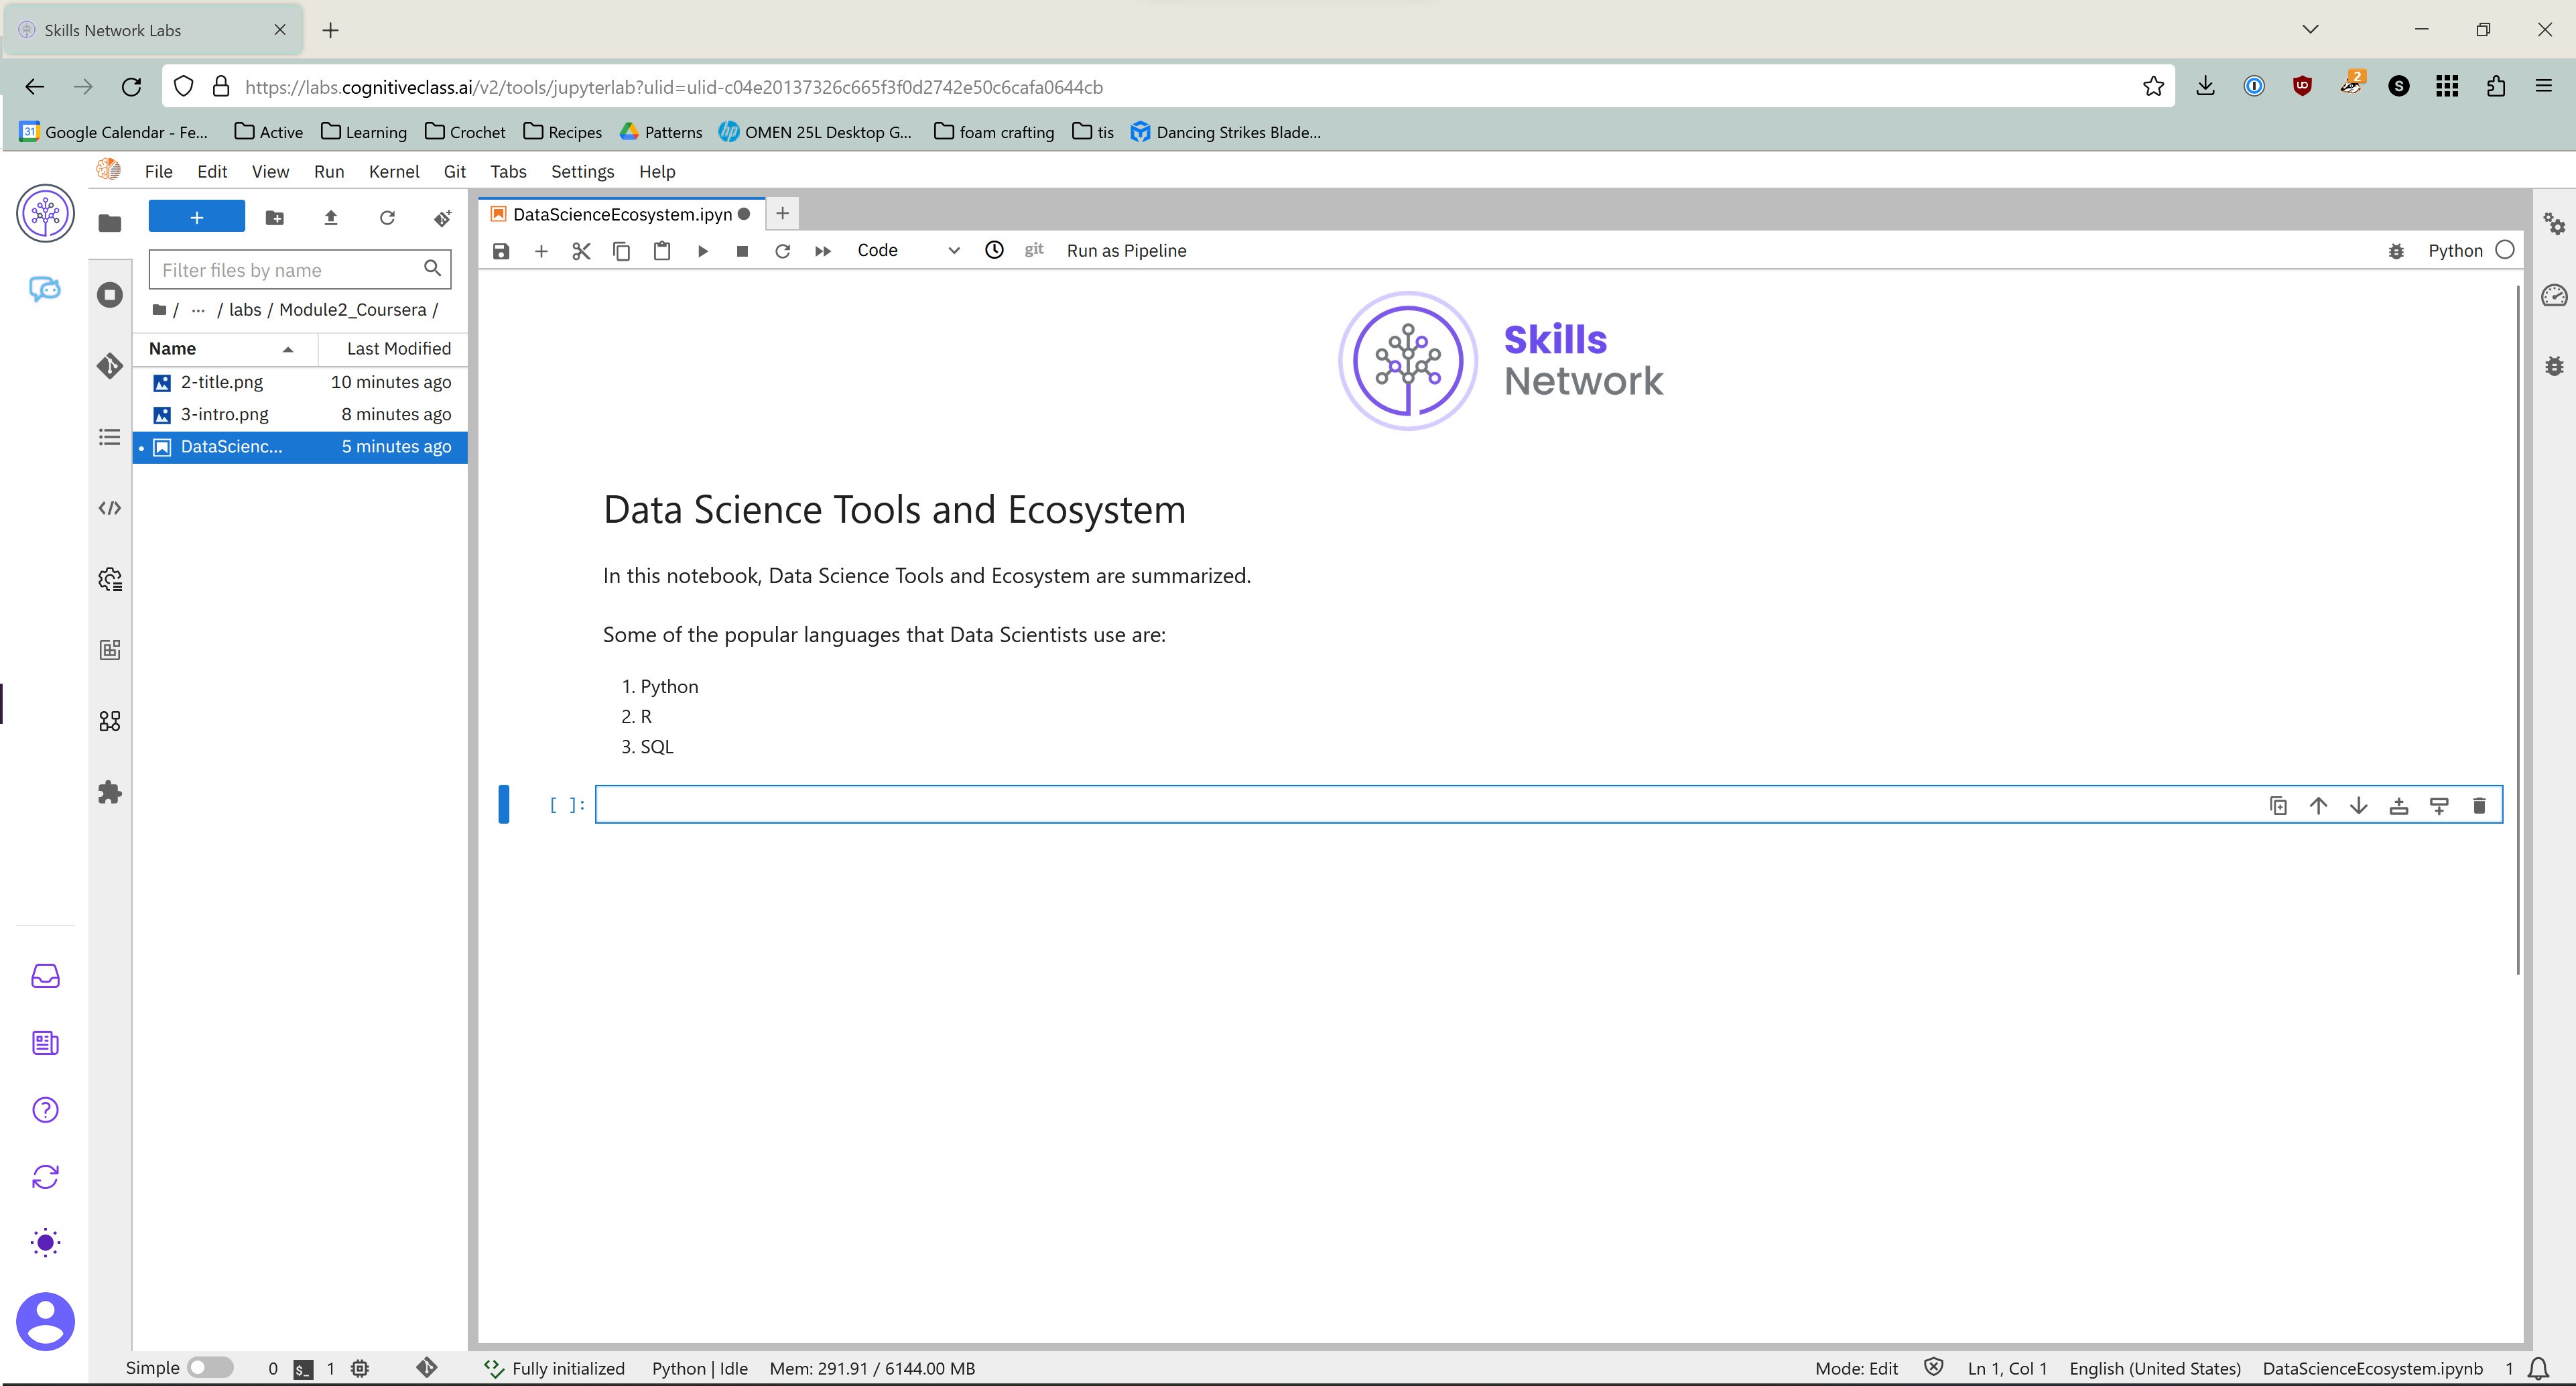 Skills Network Labs
https://labs.cognitiveclass.ai/v2/tools/jupyterlab?ulid=ulid-c04e20137326c665f3f0d2742e50c6cafa0644cb
2
S
31 Google Calendar - Fe... Active Learning Crochet Recipes Patterns hp OMEN 25L Desktop G... foam crafting tis Dancing Strikes Blade...
File Edit View Run Kernel Git Tabs Settings Help
DataScienceEcosystem.ipyn
Code git Run as Pipeline Python
Filter files by name
/ ... / labs / Module2_Coursera /
Name Last Modified
2-title.png 10 minutes ago
3-intro.png 8 minutes ago
DataScienc... 5 minutes ago
Skills
Network
Data Science Tools and Ecosystem
In this notebook, Data Science Tools and Ecosystem are summarized.
Some of the popular languages that Data Scientists use are:
1. Python
2. R
3. SQL
[ ]:
Simple 0 $_ 1 Fully initialized Python | Idle Mem: 291.91 / 6144.00 MB Mode: Edit Ln 1, Col 1 English (United States) DataScienceEcosystem.ipynb 1